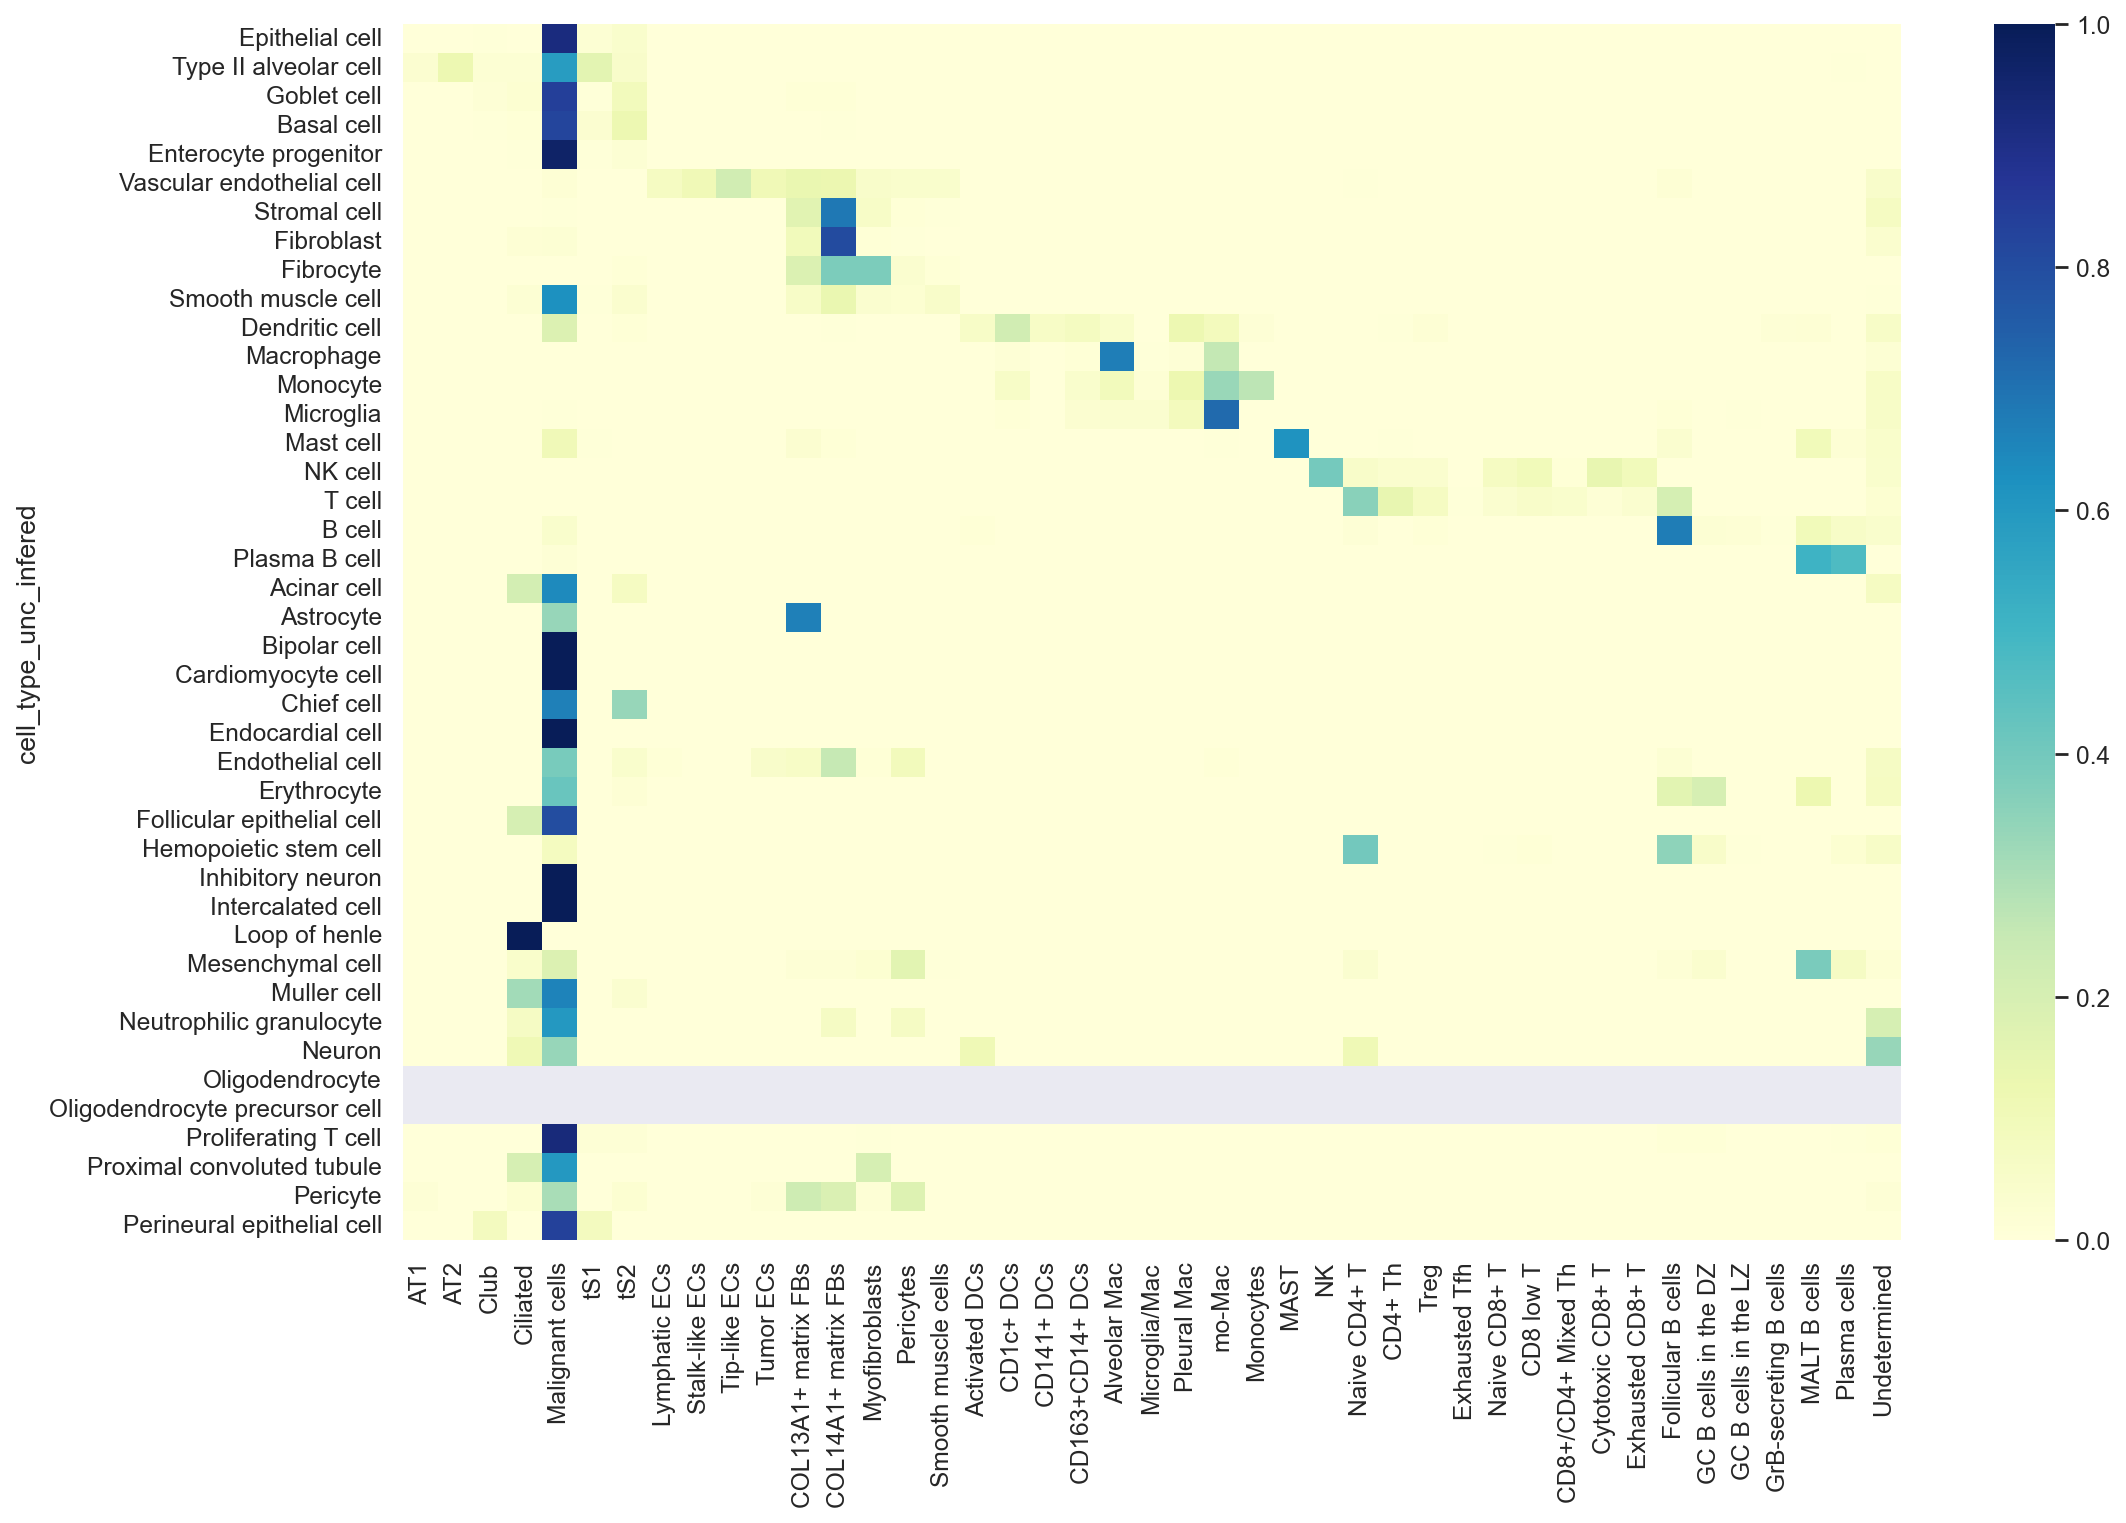 cell_type_unc_infered
Epithelial cell
Type II alveolar cell
Goblet cell
Basal cell
Enterocyte progenitor
Vascular endothelial cell
Stromal cell
Fibroblast
Fibrocyte
Smooth muscle cell
Dendritic cell
Macrophage
Monocyte
Microglia
Mast cell
NK cell
T cell
B cell
Plasma B cell
Acinar cell
Astrocyte
Bipolar cell
Cardiomyocyte cell
Chief cell
Endocardial cell
Endothelial cell
Erythrocyte
Follicular epithelial cell
Hemopoietic stem cell
Inhibitory neuron
Intercalated cell
Loop of henle
Mesenchymal cell
Muller cell
Neutrophilic granulocyte
Neuron
Oligodendrocyte
Oligodendrocyte precursor cell
Proliferating T cell
Proximal convoluted tubule
Pericyte
Perineural epithelial cell
AT1
AT2
Club
Ciliated
Malignant cells
tS1
tS2
Lymphatic ECs
Stalk-like ECs
Tip-like ECs
Tumor ECs
COL13A1+ matrix FBs
COL14A1+ matrix FBs
Myofibroblasts
Pericytes
Smooth muscle cells
Activated DCs
CD1c+ DCs
CD141+ DCs
CD163+CD14+ DCs
Alveolar Mac
Microglia/Mac
Pleural Mac
mo-Mac
Monocytes
MAST
NK
Naive CD4+ T
CD4+ Th
Treg
Exhausted Tfh
Naive CD8+ T
CD8 low T
CD8+/CD4+ Mixed Th
Cytotoxic CD8+ T
Exhausted CD8+ T
Follicular B cells
GC B cells in the DZ
GC B cells in the LZ
GrB-secreting B cells
MALT B cells
Plasma cells
Undetermined
1.0
0.8
0.6
0.4
0.2
0.0